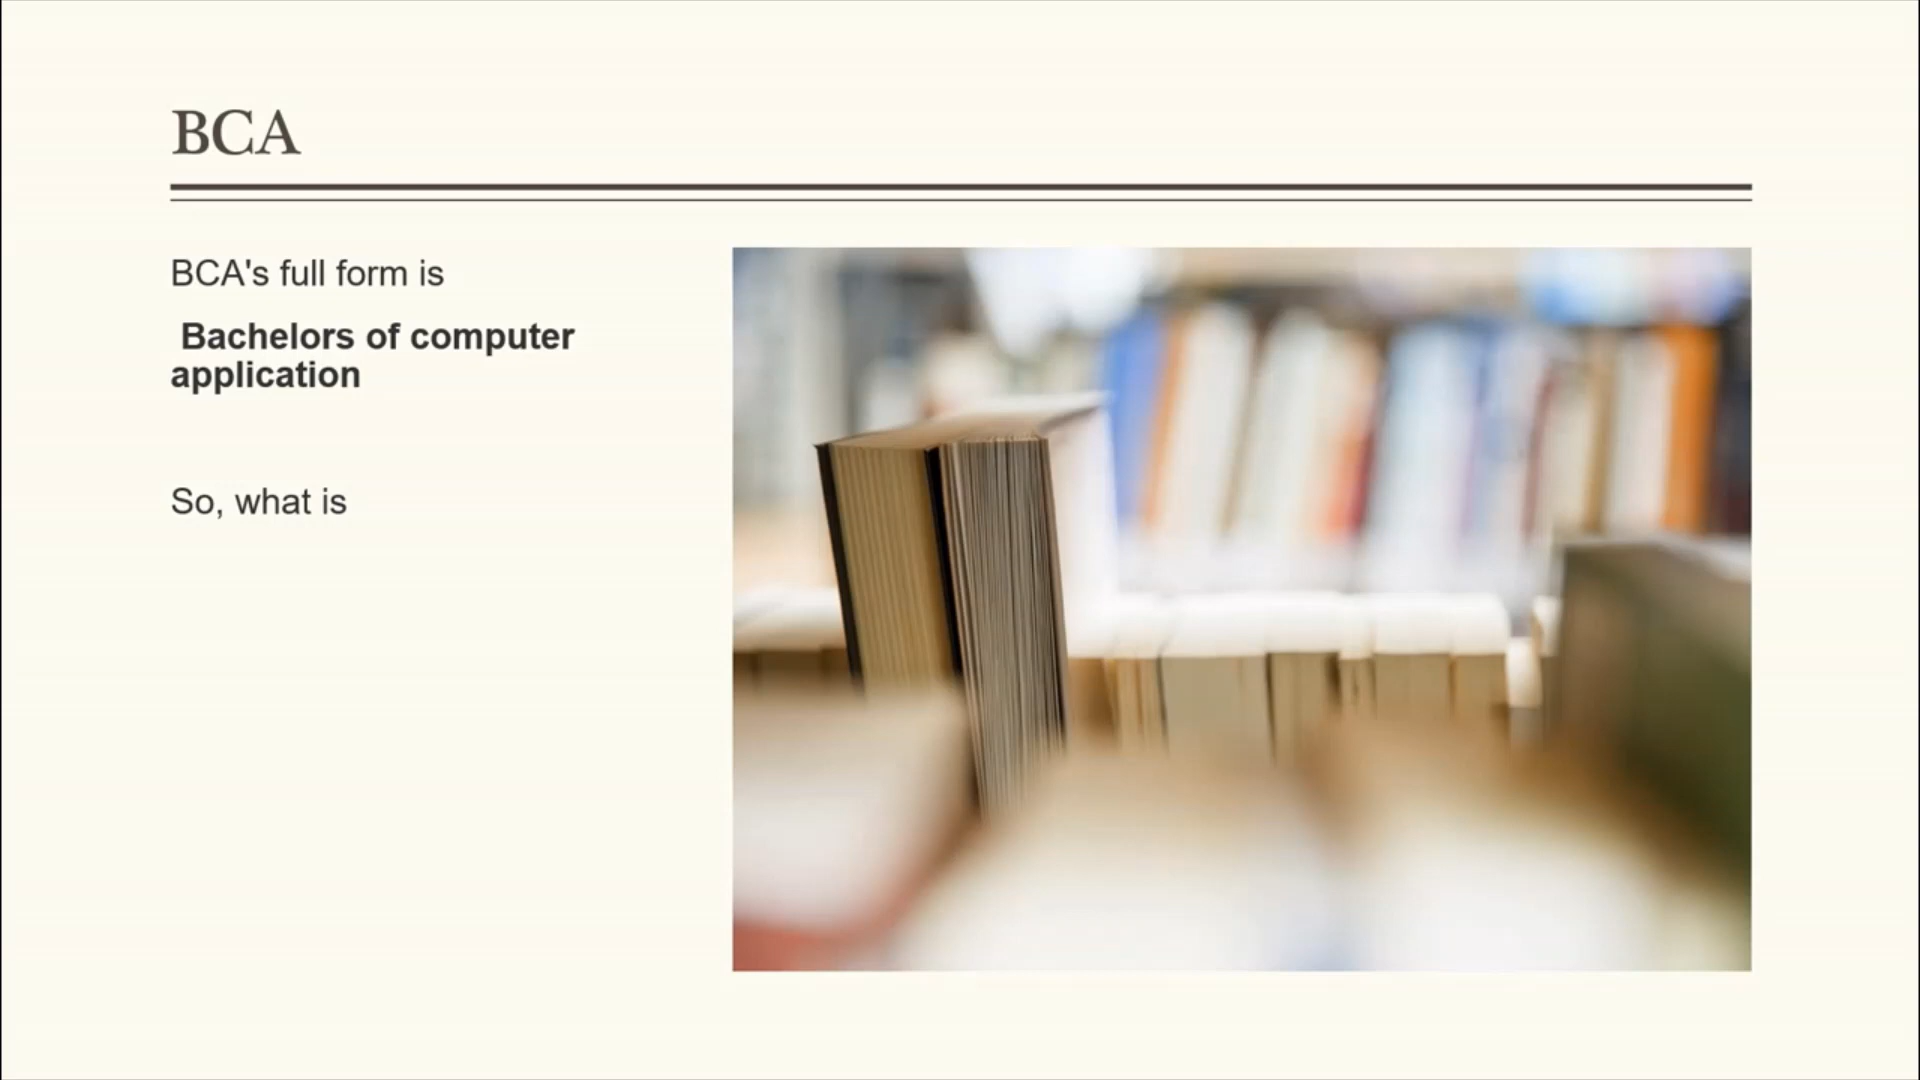 BCA
BCA's full form is
Bachelors of computer
application
So, what is